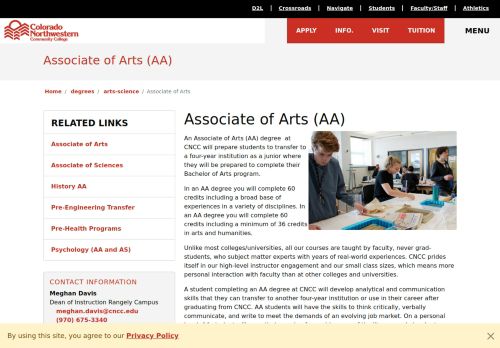 D2L | Crossroads | Navigate | Students | Faculty/Staff | Athletics
Colorado
Northwestern
Community College
APPLY INFO. VISIT TUITION MENU
Associate of Arts (AA)
Home / degrees / arts-science / Associate of Arts
RELATED LINKS
Associate of Arts
Associate of Sciences
History AA
Pre-Engineering Transfer
Pre-Health Programs
Psychology (AA and AS)
CONTACT INFORMATION
Meghan Davis
Dean of Instruction Rangely Campus
meghan.davis@cncc.edu
(970) 675-3340
Associate of Arts (AA)
An Associate of Arts (AA) degree at
CNCC will prepare students to transfer to
a four-year institution as a junior where
they will be prepared to complete their
Bachelor of Arts program.
In an AA degree you will complete 60
credits including a broad base of
experiences in a variety of disciplines. In
an AA degree you will complete 60
credits including a minimum of 36 credits
in arts and humanities.
Unlike most colleges/universities, all our courses are taught by faculty, never grad-
students, who subject matter experts with years of real-world experiences. CNCC prides
itself in our high-level instructor engagement and our small class sizes, which means more
personal interaction with faculty than at other colleges and universities.
A student completing an AA degree at CNCC will develop analytical and communication
skills that they can transfer to another four-year institution or use in their career after
graduating from CNCC. AA students will have the skills to think critically, verbally
communicate, and write to meet the demands of an evolving job market. On a personal
By using this site, you agree to our Privacy Policy ×